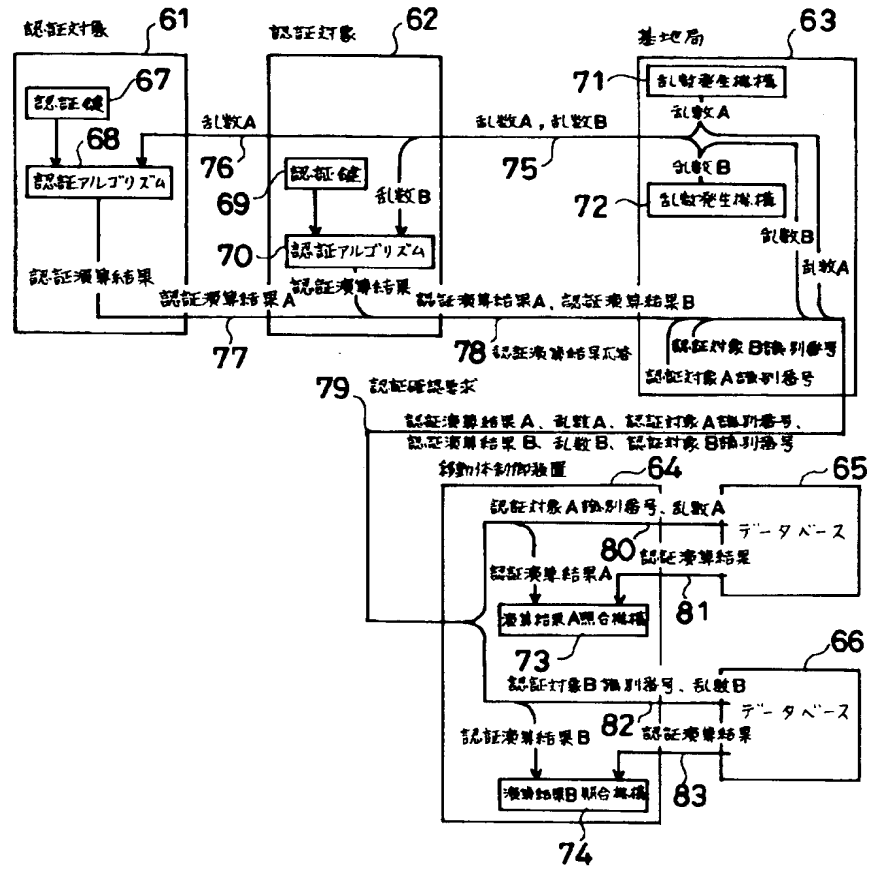 認証対象 61
認証対象 62
基地局 63
認証鍵 67
71 乱数発生機構
乱数A
68
乱数A
76
乱数A,乱数B
75
認証アルゴリズム
69 認証鍵
乱数B
乱数B
72 乱数発生機構
70 認証アルゴリズム
乱数B
乱数A
認証演算結果
認証演算結果
認証演算結果A
77
認証演算結果A、認証演算結果B
78 認証演算結果応答
認証対象B識別番号
認証対象A識別番号
79 認証確認要求
認証演算結果A、乱数A、認証対象A識別番号、
認証演算結果B、乱数B、認証対象B識別番号
移動体制御装置 64
65
認証対象A識別番号、乱数A
80
データベース
認証演算結果
認証演算結果A
81
演算結果A照合機構
73
66
認証対象B識別番号、乱数B
82
データベース
認証演算結果
認証演算結果B
83
演算結果B照合機構
74